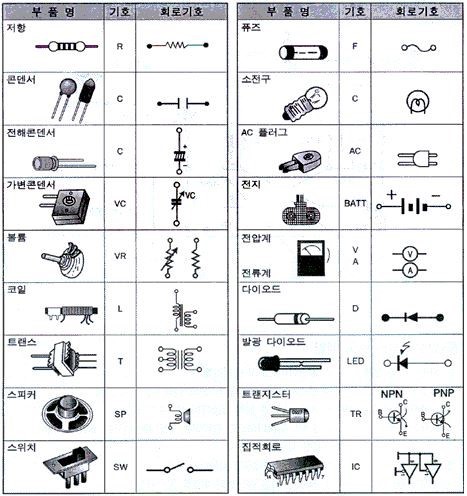 부 품 명 기호 회로기호
저항
R
콘덴서
C
전해콘덴서
C
+
−
가변콘덴서
VC
VC
볼륨
VR
코일
L
트랜스
T
스피커
SP
스위치
SW
부 품 명 기호 회로기호
퓨즈
F
소전구
C
AC 플러그
AC
전지
BATT
+ −
전압계
V
V
A
A
전류계
다이오드
D
발광 다이오드
LED
트랜지스터
NPN PNP
TR
B C E
B C E
집적회로
IC